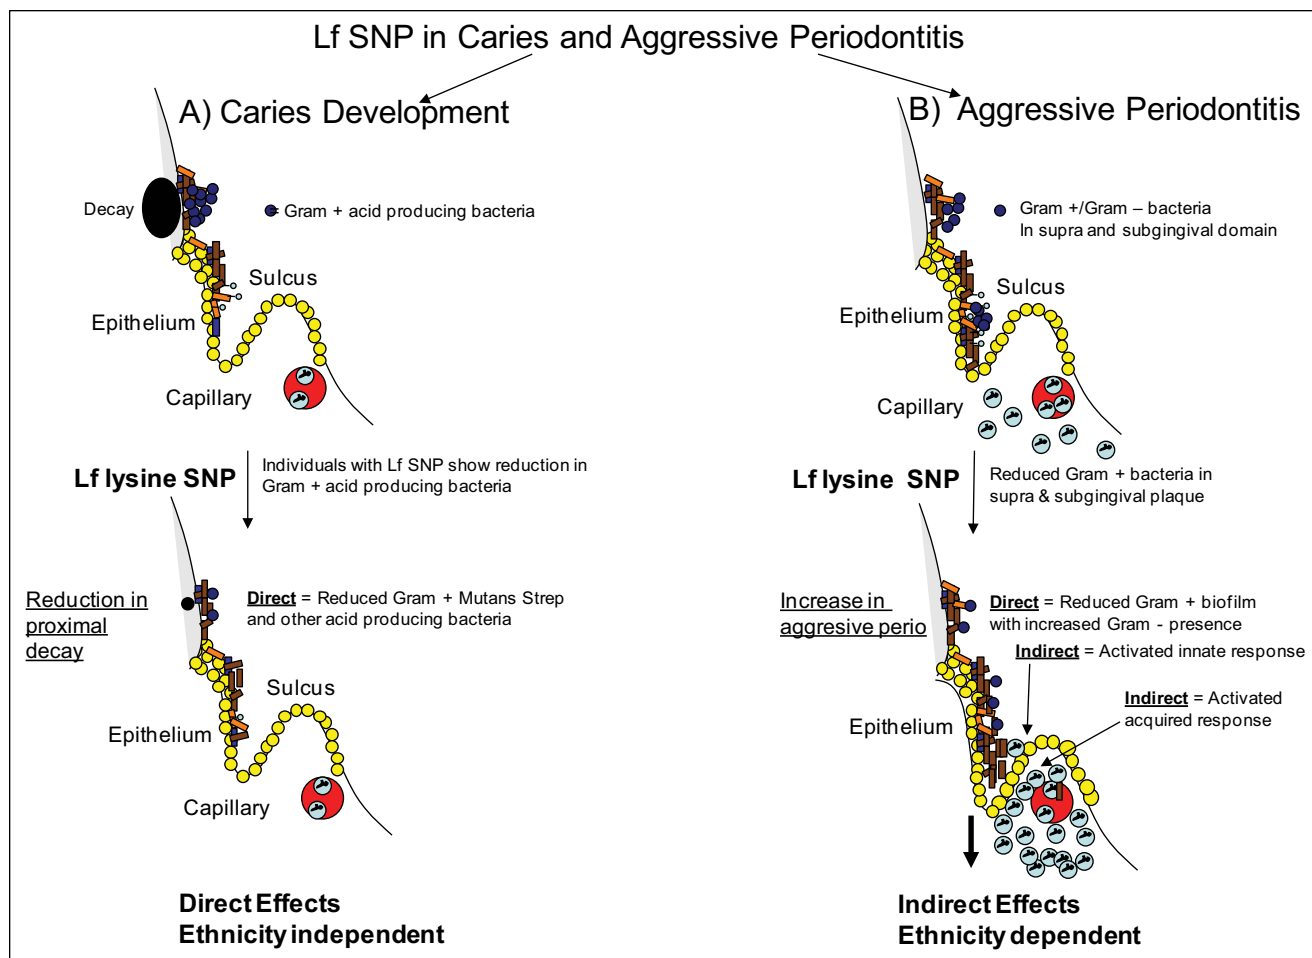 Lf SNP in Caries and Aggressive Periodontitis
A) Caries Development
Decay
= Gram + acid producing bacteria
Sulcus
Epithelium
Capillary
Lf lysine SNP
Individuals with Lf SNP show reduction in
Gram + acid producing bacteria
Reduction in
proximal
decay
Direct = Reduced Gram + Mutans Strep
and other acid producing bacteria
Sulcus
Epithelium
Capillary
Direct Effects
Ethnicity independent
B) Aggressive Periodontitis
Gram +/Gram – bacteria
In supra and subgingival domain
Sulcus
Epithelium
Capillary
Lf lysine SNP
Reduced Gram + bacteria in
supra & subgingival plaque
Increase in
aggresive perio
Direct = Reduced Gram + biofilm
with increased Gram - presence
Indirect = Activated innate response
Indirect = Activated
acquired response
Epithelium
Indirect Effects
Ethnicity dependent